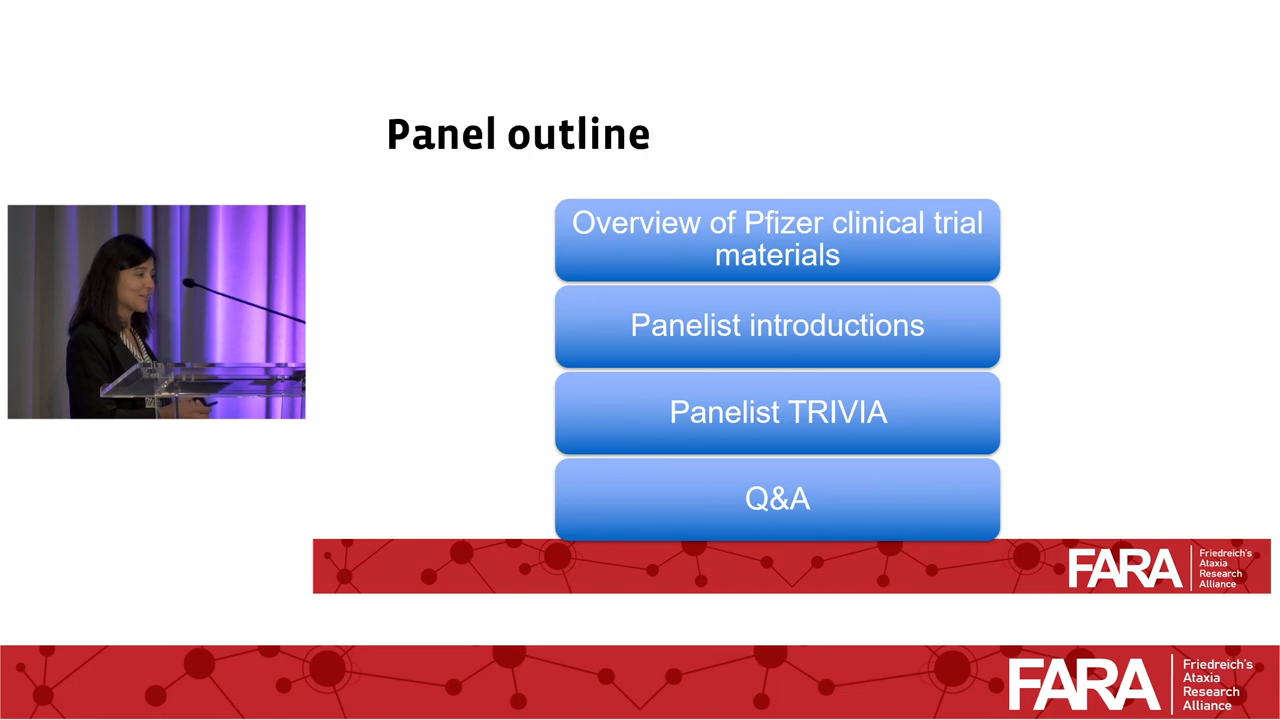 Panel outline
Overview of Pfizer clinical trial
materials
Panelist introductions
Panelist TRIVIA
Q&A
FARA
Friedreich's
Ataxia
Research
Alliance
FARA
Friedreich's
Ataxia
Research
Alliance